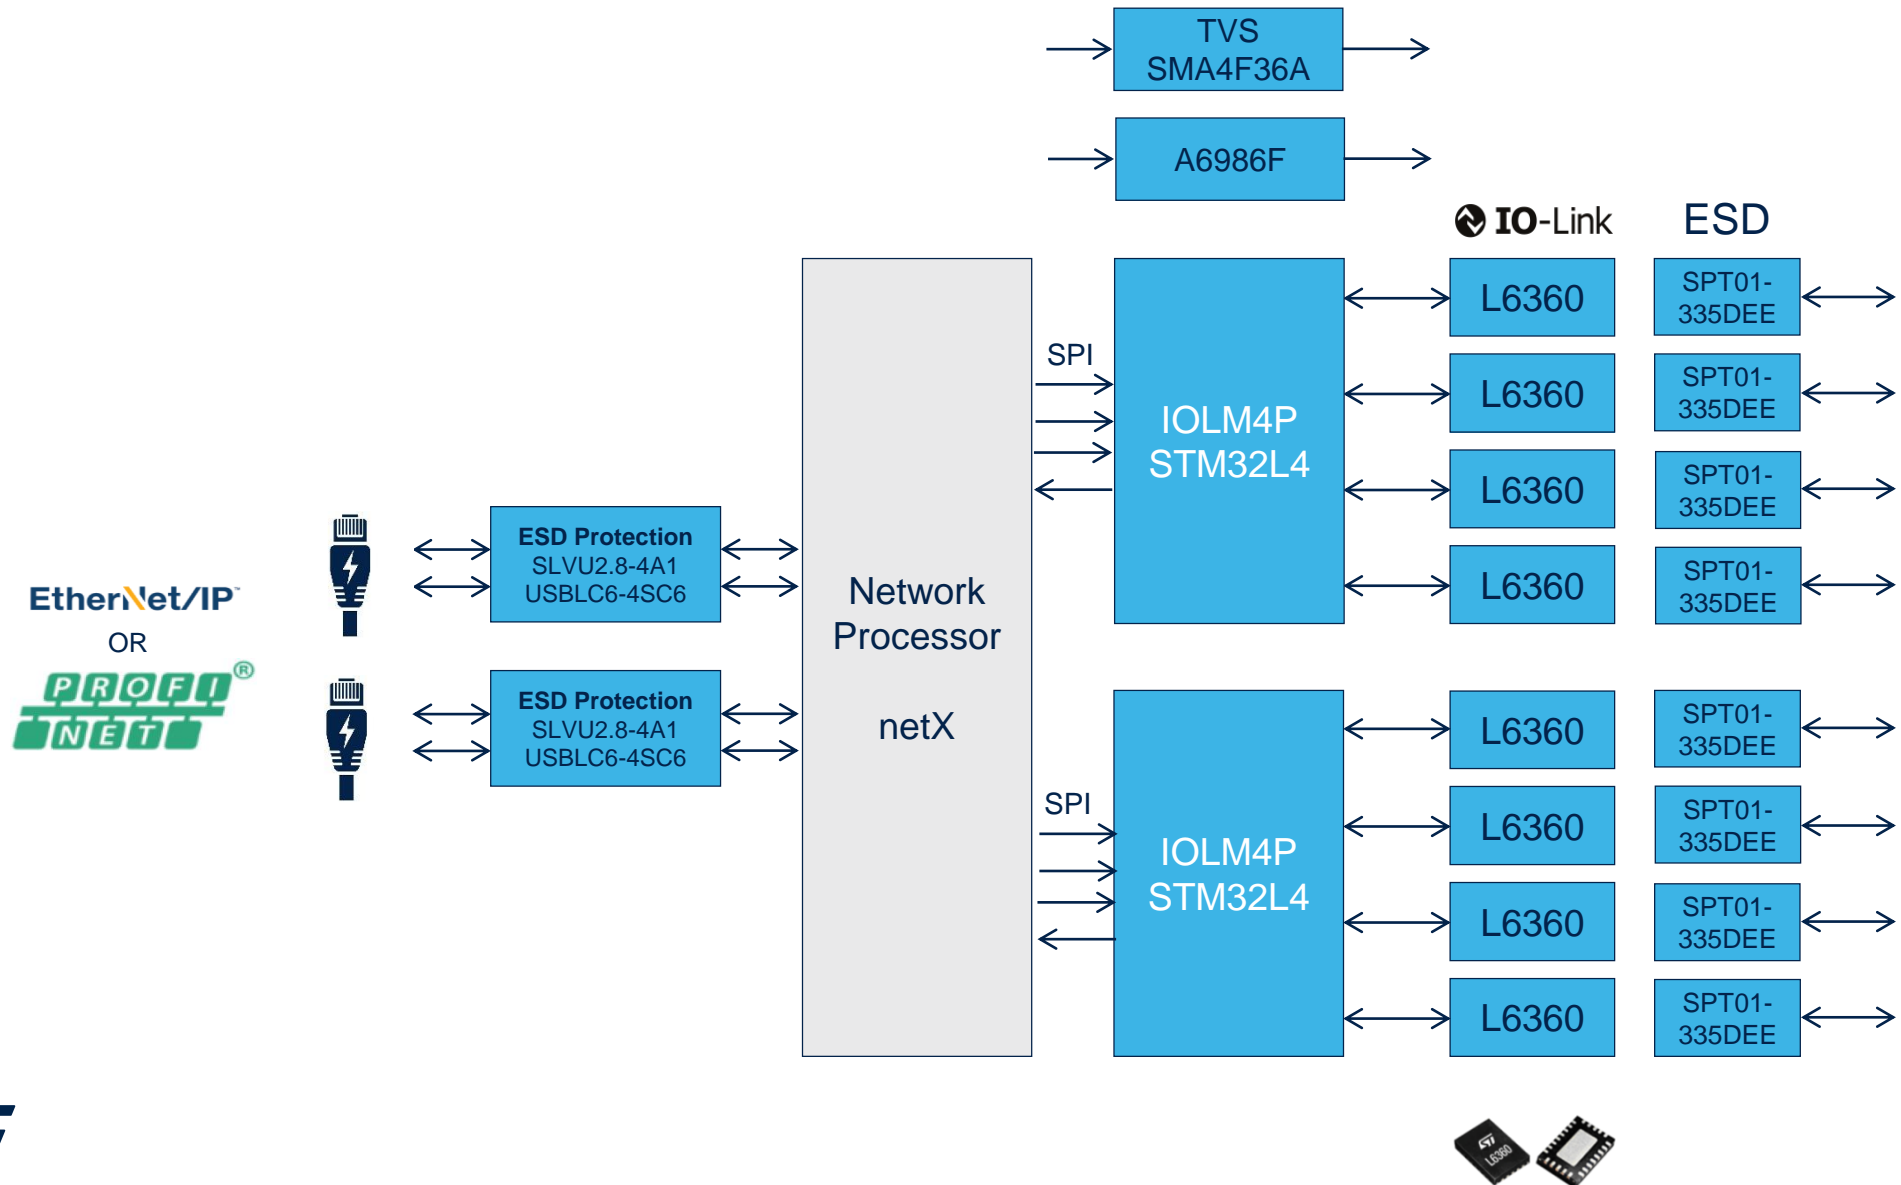 TVS
SMA4F36A
A6986F
IO-Link
ESD
L6360
SPT01-
335DEE
L6360
SPT01-
335DEE
L6360
SPT01-
335DEE
L6360
SPT01-
335DEE
SPI
IOLM4P
STM32L4
ESD Protection
SLVU2.8-4A1
USBLC6-4SC6
EtherNet/IP™
OR
PROFI®
NET
ESD Protection
SLVU2.8-4A1
USBLC6-4SC6
Network
Processor
netX
SPI
IOLM4P
STM32L4
L6360
SPT01-
335DEE
L6360
SPT01-
335DEE
L6360
SPT01-
335DEE
L6360
SPT01-
335DEE
ST
L6360